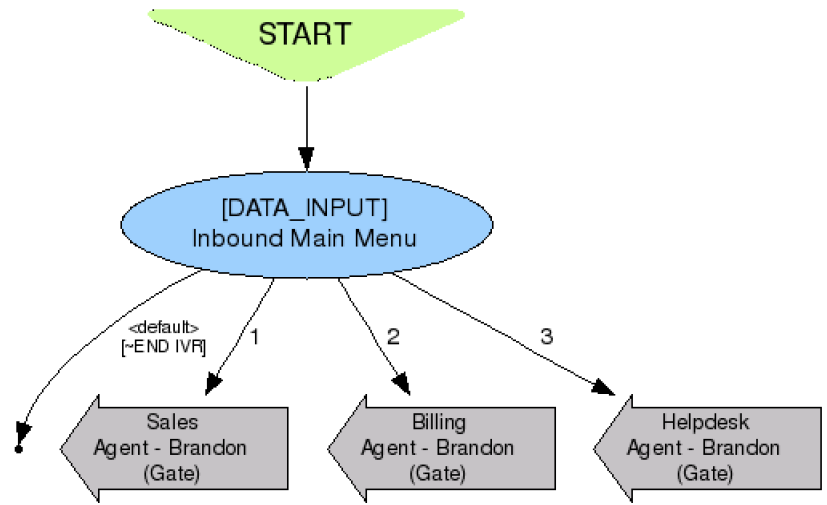 START
[DATA_INPUT]
Inbound Main Menu
<default>
[~END IVR]
1
2
3
Sales
Agent - Brandon
(Gate)
Billing
Agent - Brandon
(Gate)
Helpdesk
Agent - Brandon
(Gate)